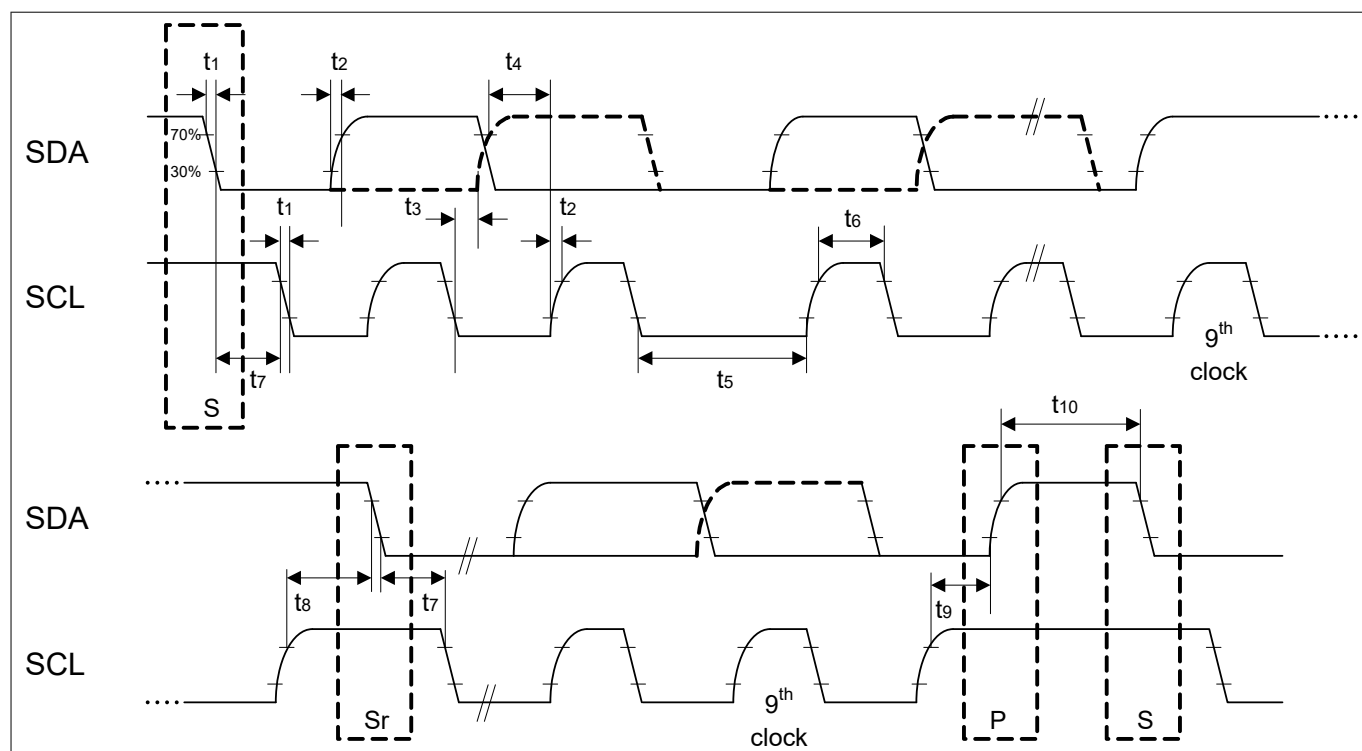 t1 t2 t4
70%
SDA
30%
t1 t3 t2 t6
SCL
9th
clock
t7 t5
S
t10
SDA
t8 t7 t9
SCL
Sr 9th P S
clock